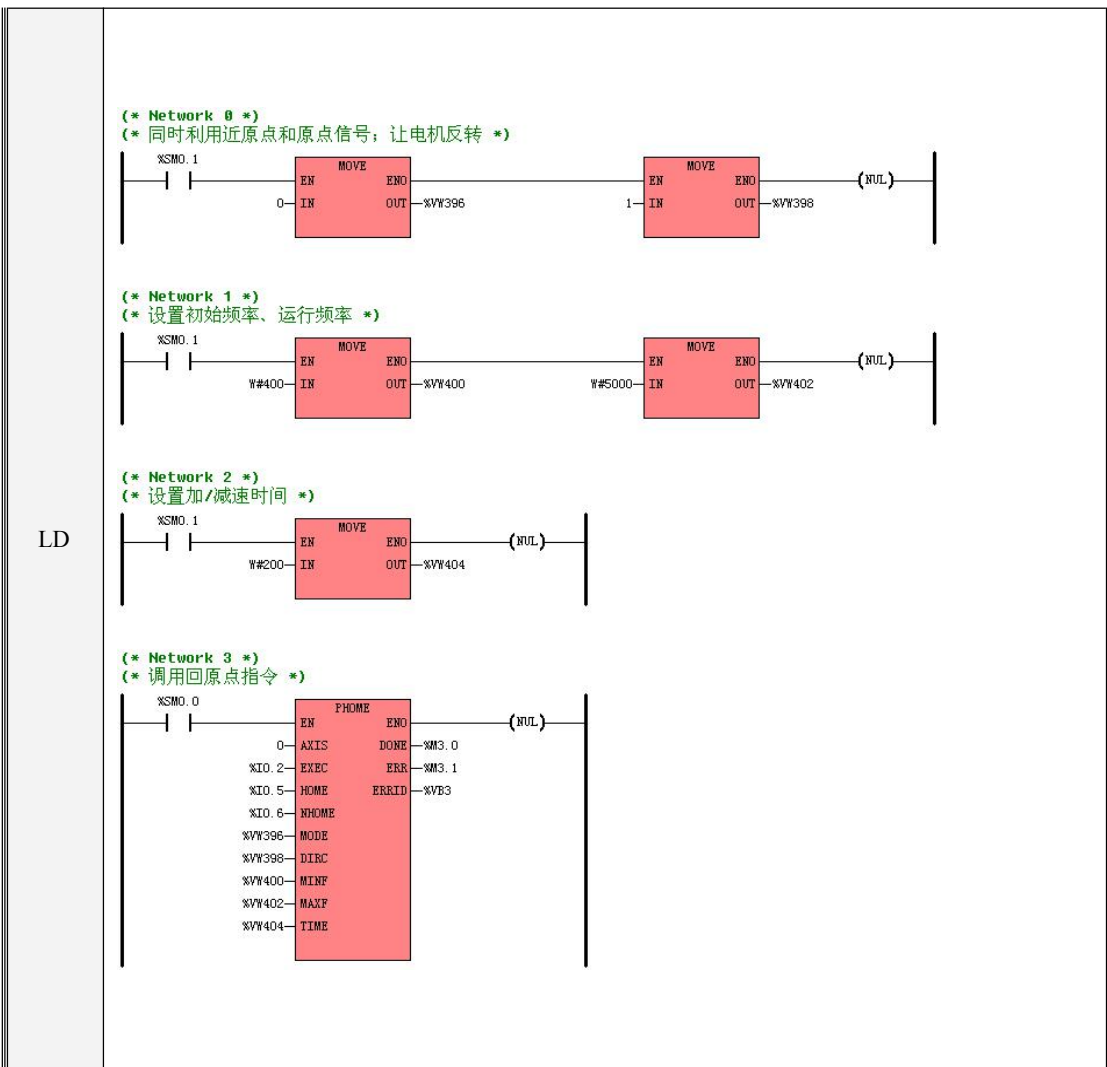 (* Network 0 *)
(* 同时利用近原点和原点信号；让电机反转 *)
%SM0.1
MOVE MOVE
EN ENO EN ENO (NUL)
0 IN OUT %VW396 1 IN OUT %VW398
(* Network 1 *)
(* 设置初始频率、运行频率 *)
%SM0.1
MOVE MOVE
EN ENO EN ENO (NUL)
W#400 IN OUT %VW400 W#5000 IN OUT %VW402
(* Network 2 *)
(* 设置加/减速时间 *)
LD
%SM0.1
MOVE
EN ENO (NUL)
W#200 IN OUT %VW404
(* Network 3 *)
(* 调用回原点指令 *)
%SM0.0
PHOME
EN ENO (NUL)
0 AXIS DONE %M3.0
%I0.2 EXEC ERR %M3.1
%I0.5 HOME ERRID %VB3
%I0.6 NHOME
%VW396 MODE
%VW398 DIRC
%VW400 MINF
%VW402 MAXF
%VW404 TIME